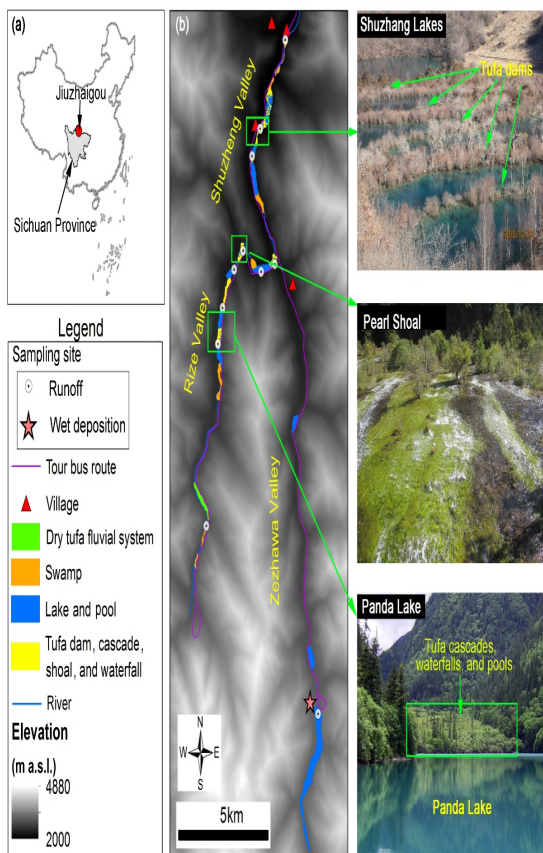 (a)
Jiuzhaigou
Sichuan Province
Legend
Sampling site
Runoff
Wet deposition
Tour bus route
Village
Dry tufa fluvial system
Swamp
Lake and pool
Tufa dam, cascade,
shoal, and waterfall
River
Elevation
(m a.s.l.)
4880
2000
(b)
Shuzheng Valley
Rize Valley
Zezhawa Valley
N
W
E
S
5km
Shuzhang Lakes
Tufa dams
Pearl Shoal
Panda Lake
Tufa cascades,
waterfalls, and pools
Panda Lake